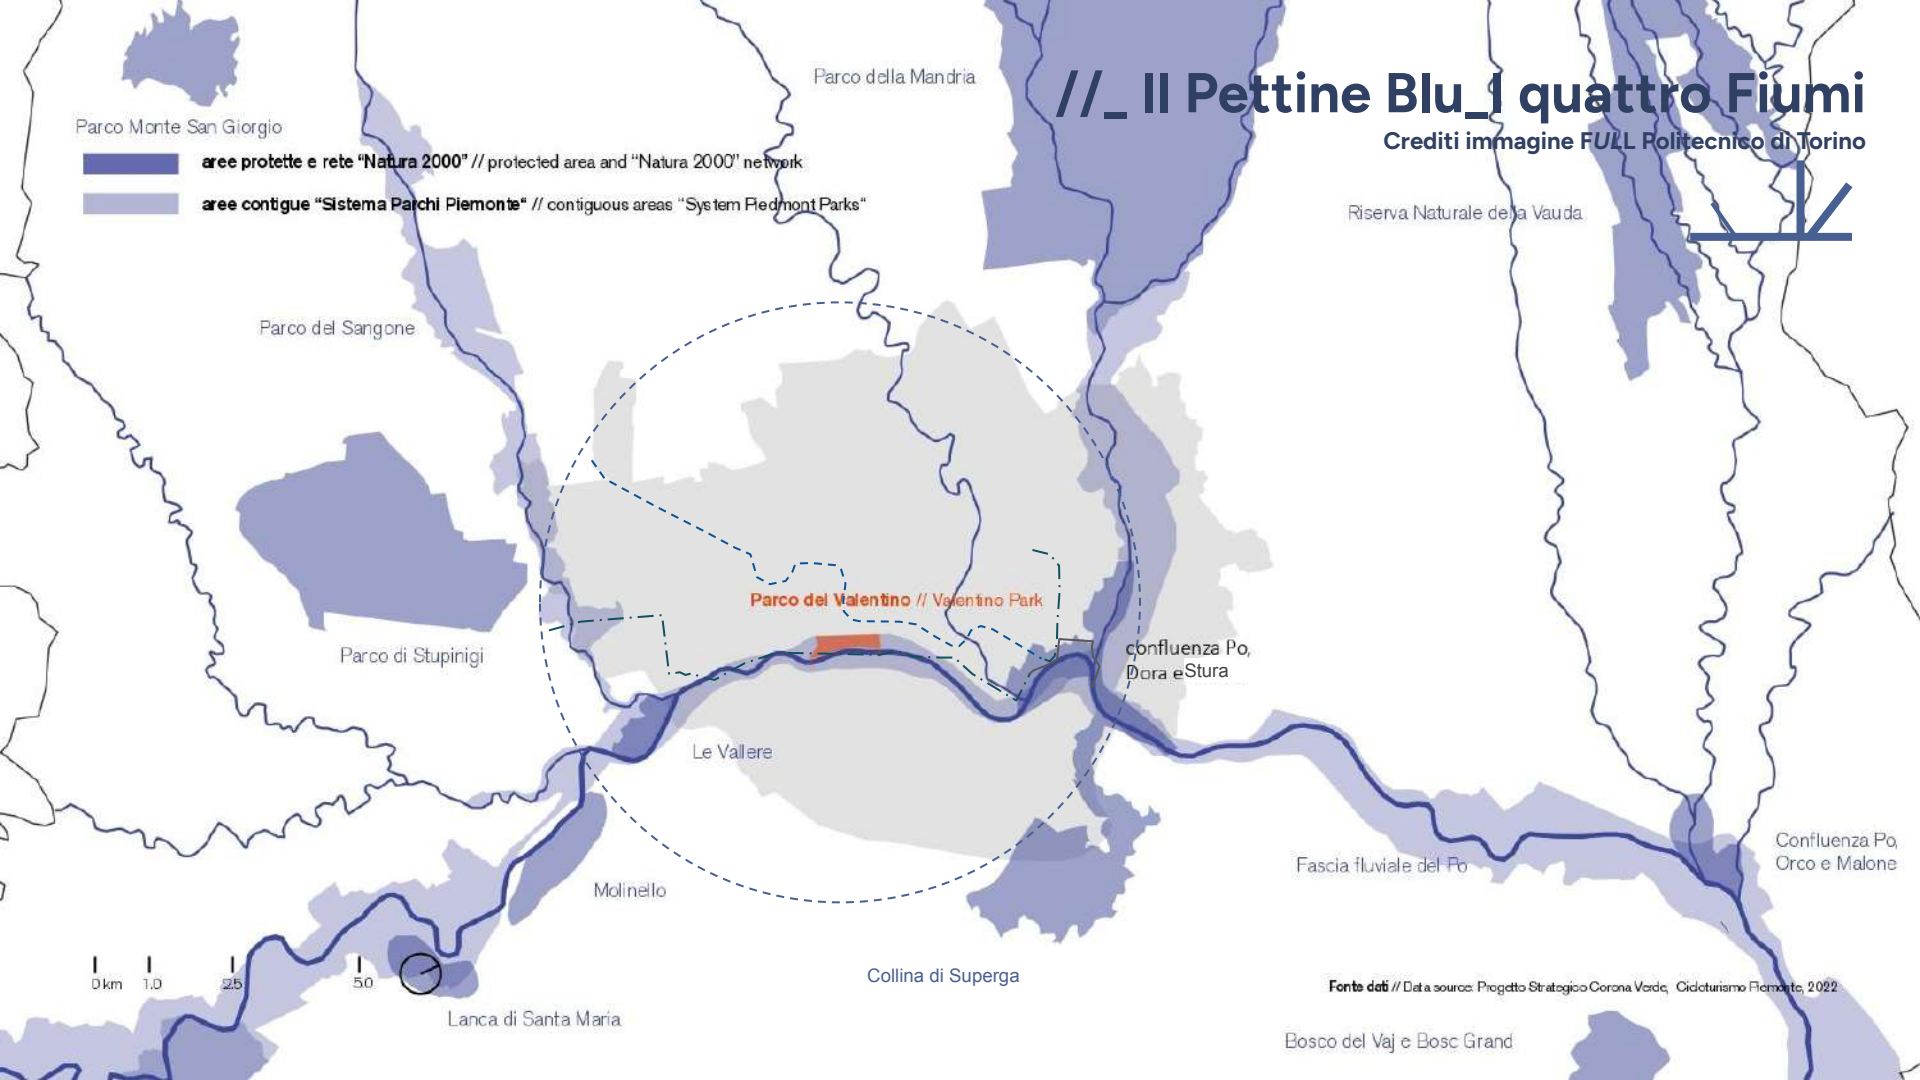 //_ Il Pettine Blu_I quattro Fiumi
Crediti immagine FULL Politecnico di Torino
Parco della Mandria
Parco Monte San Giorgio
aree protette e rete “Natura 2000” // protected area and “Natura 2000” network
aree contigue “Sistema Parchi Piemonte“ // contiguous areas “System Piedmont Parks“
Riserva Naturale della Vauda
Parco del Sangone
Parco del Valentino // Valentino Park
Parco di Stupinigi
confluenza Po,
Dora e Stura
Le Vallere
Confluenza Po,
Orco e Malone
Fascia fluviale del Po
Molinello
Collina di Superga
0 km 1.0 2.5 5.0
Fonte dati // Data source: Progetto Strategico Corona Verde, Cicloturismo Piemonte, 2022
Lanca di Santa Maria
Bosco del Vaj e Bosc Grand